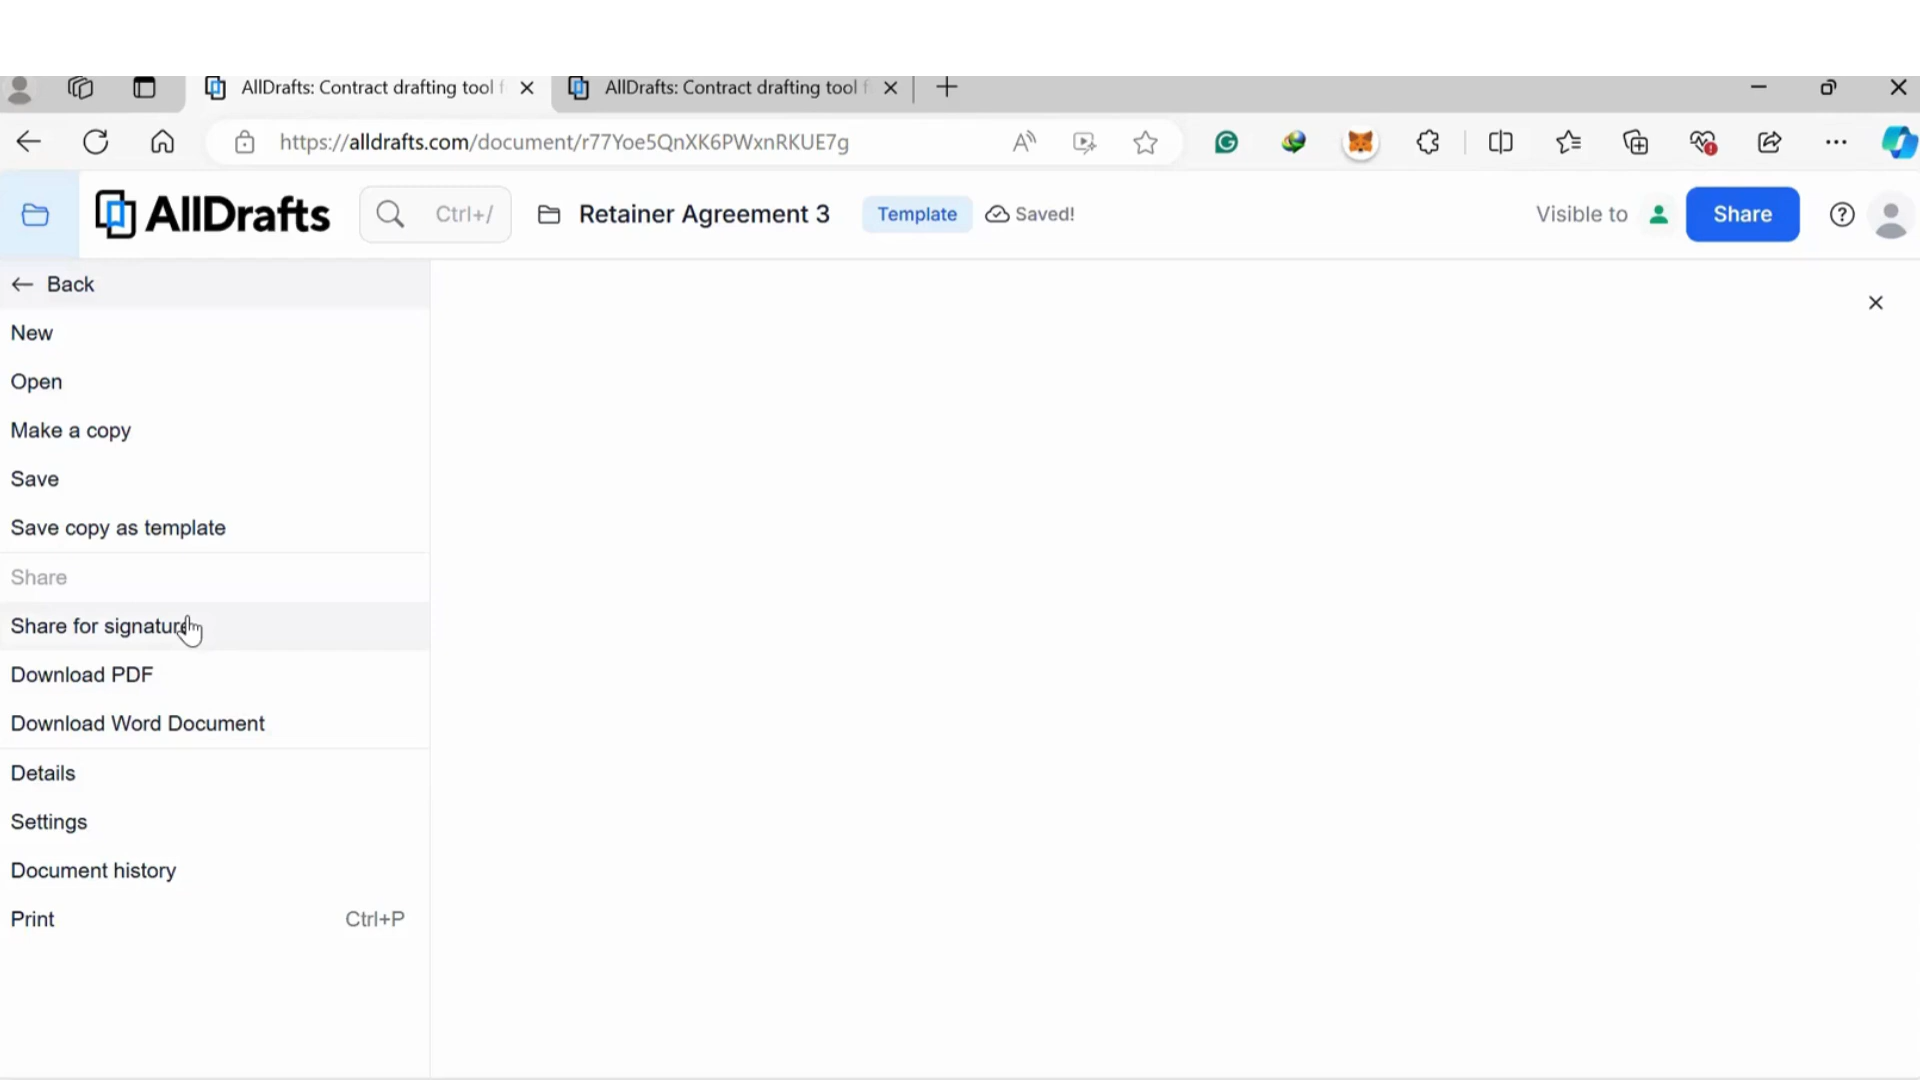 AllDrafts: Contract drafting tool f
AllDrafts: Contract drafting tool f
https://alldrafts.com/document/r77Yoe5QnXK6PWxnRKUE7g
AllDrafts
Ctrl+/
Retainer Agreement 3
Template
Saved!
Visible to
Share
Back
New
Open
Make a copy
Save
Save copy as template
Share
Share for signature
Download PDF
Download Word Document
Details
Settings
Document history
Print Ctrl+P